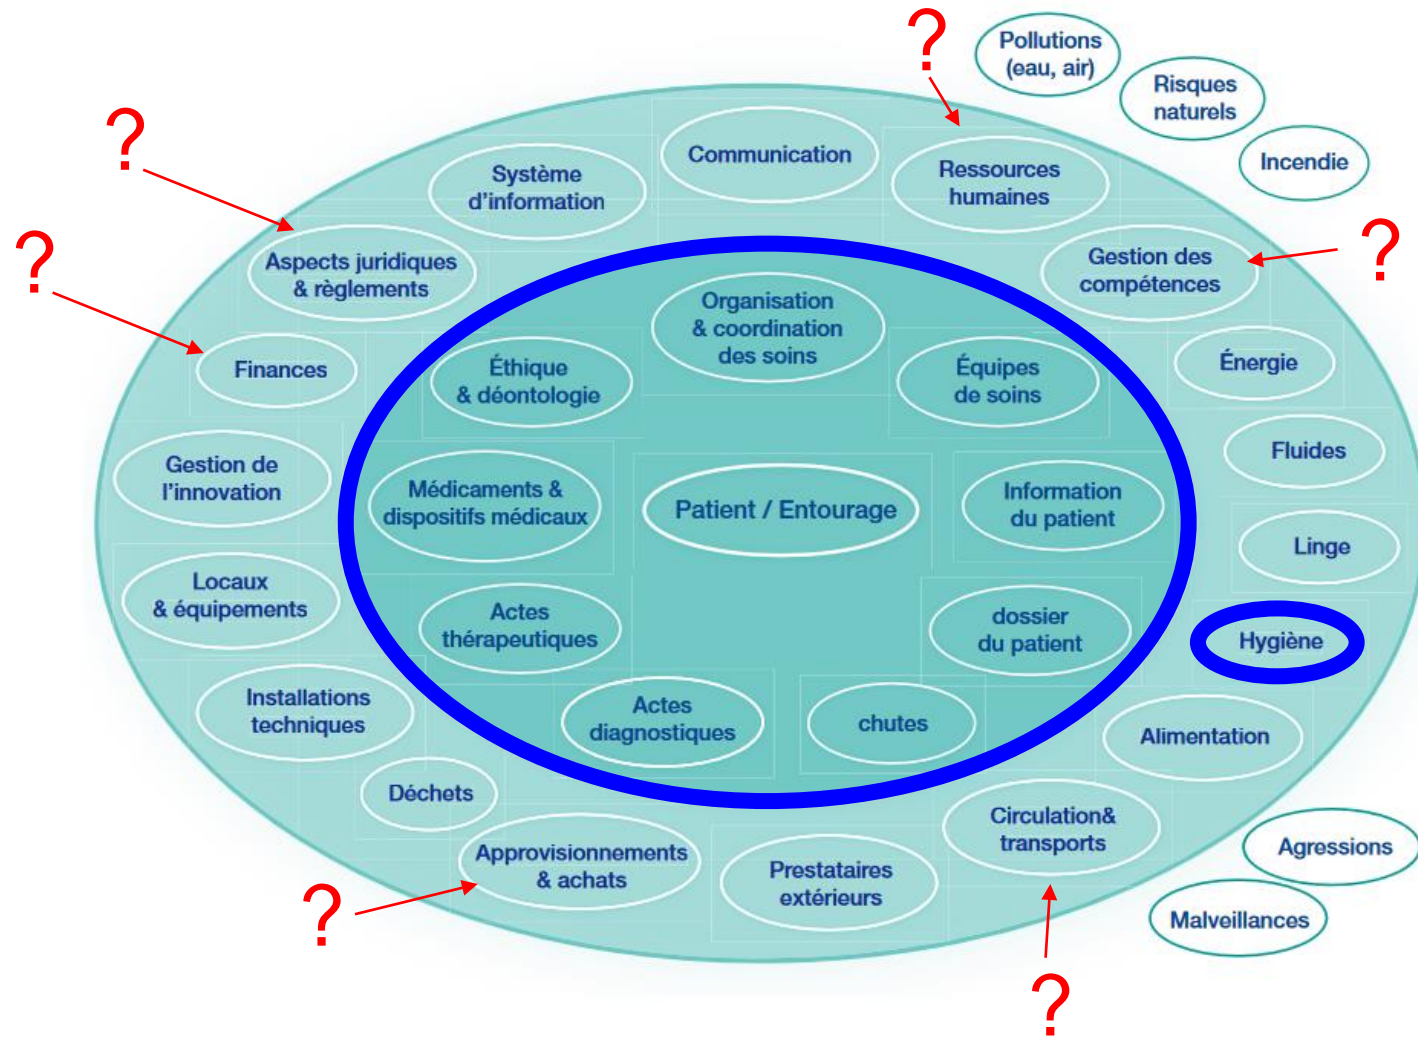 ?
Pollutions
(eau, air)
Risques
naturels
Incendie
?
Communication
Ressources
humaines
Système
d'information
?
Aspects juridiques
& règlements
Gestion des
compétences
?
Organisation
& coordination
des soins
Finances
Éthique
& déontologie
Équipes
de soins
Énergie
Gestion de
l'innovation
Médicaments &
dispositifs médicaux
Patient / Entourage
Information
du patient
Fluides
Linge
Locaux
& équipements
Actes
thérapeutiques
dossier
du patient
Hygiène
Installations
techniques
Actes
diagnostiques
chutes
Alimentation
Déchets
Circulation&
transports
Approvisionnements
& achats
Prestataires
extérieurs
Agressions
?
Malveillances
?